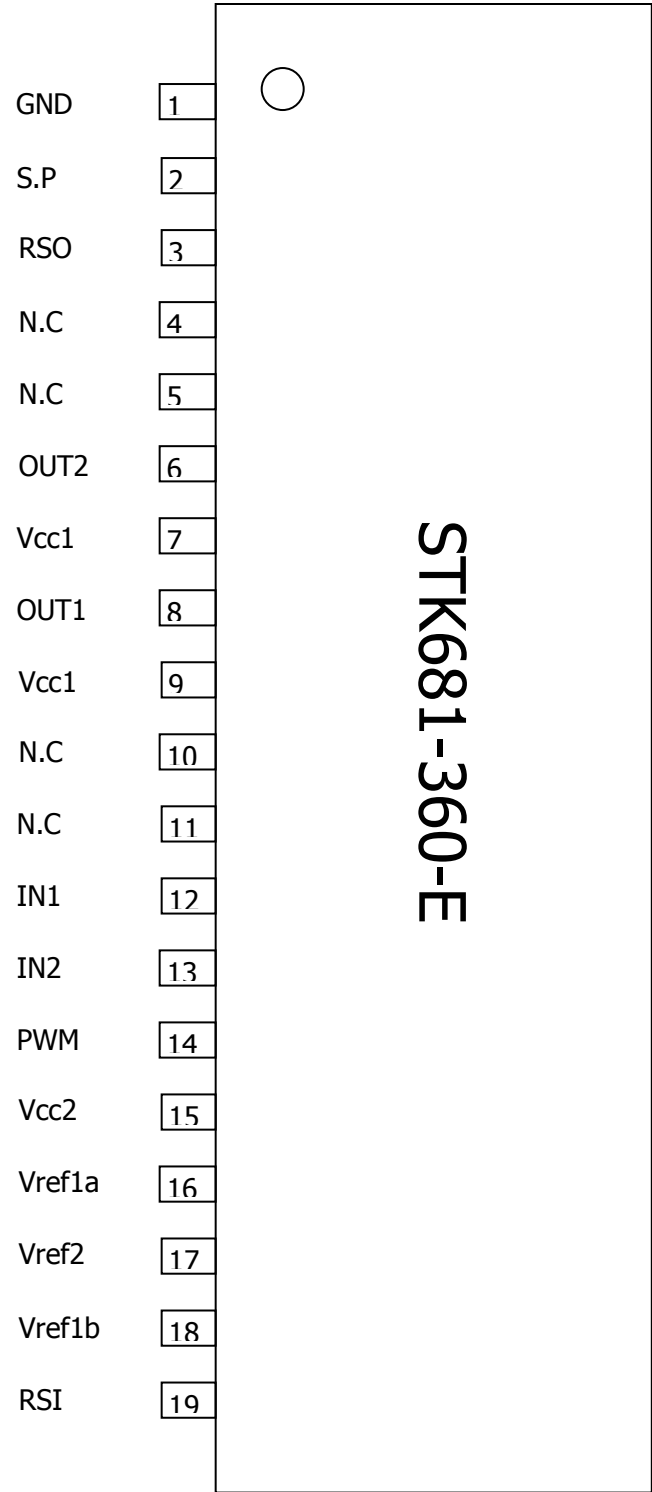 GND 1
S.P 2
RSO 3
N.C 4
N.C 5
OUT2 6
Vcc1 7
OUT1 8
Vcc1 9
N.C 10
N.C 11
IN1 12
IN2 13
PWM 14
Vcc2 15
Vref1a 16
Vref2 17
Vref1b 18
RSI 19
STK681-360-E